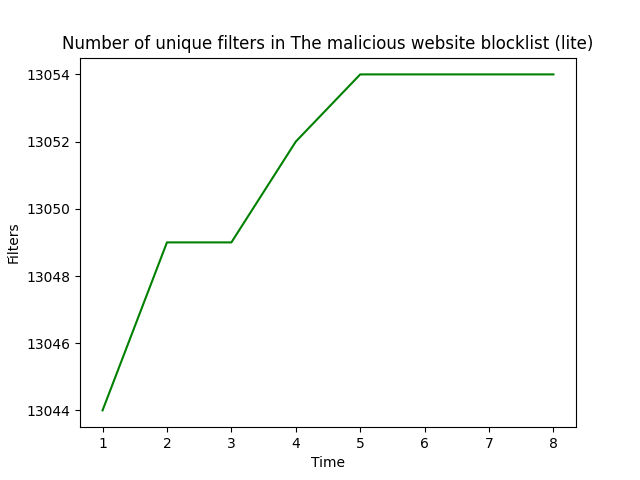 Number of unique filters in The malicious website blocklist (lite)
13054
13052
13050
13048
13046
13044
Filters
1 2 3 4 5 6 7 8
Time